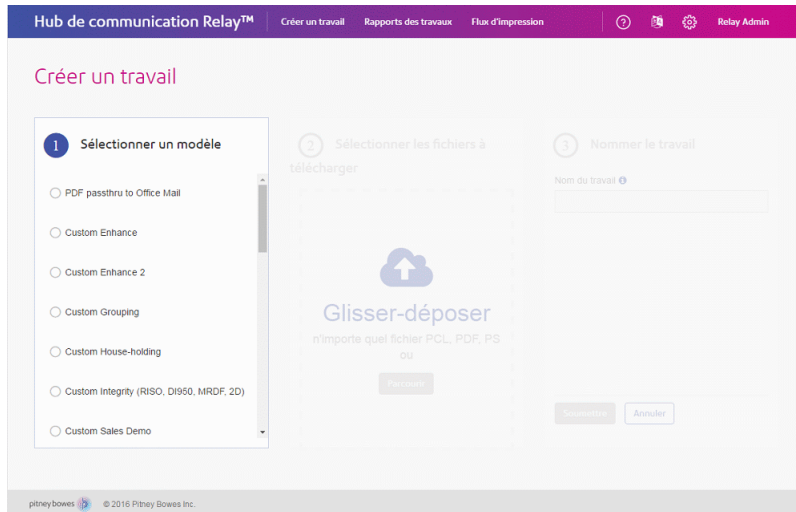 Hub de communication Relay™
Créer un travail
Rapports des travaux
Flux d'impression
Relay Admin
Créer un travail
1 Sélectionner un modèle
PDF passthru to Office Mail
Custom Enhance
Custom Enhance 2
Custom Grouping
Custom House-holding
Custom Integrity (RISO, DI950, MRDF, 2D)
Custom Sales Demo
2 Sélectionner les fichiers à
télécharger
Glisser-déposer
n'importe quel fichier PCL, PDF, PS
ou
Parcourir
3 Nommer le travail
Nom du travail
Soumettre
Annuler
pitney bowes
© 2016 Pitney Bowes Inc.